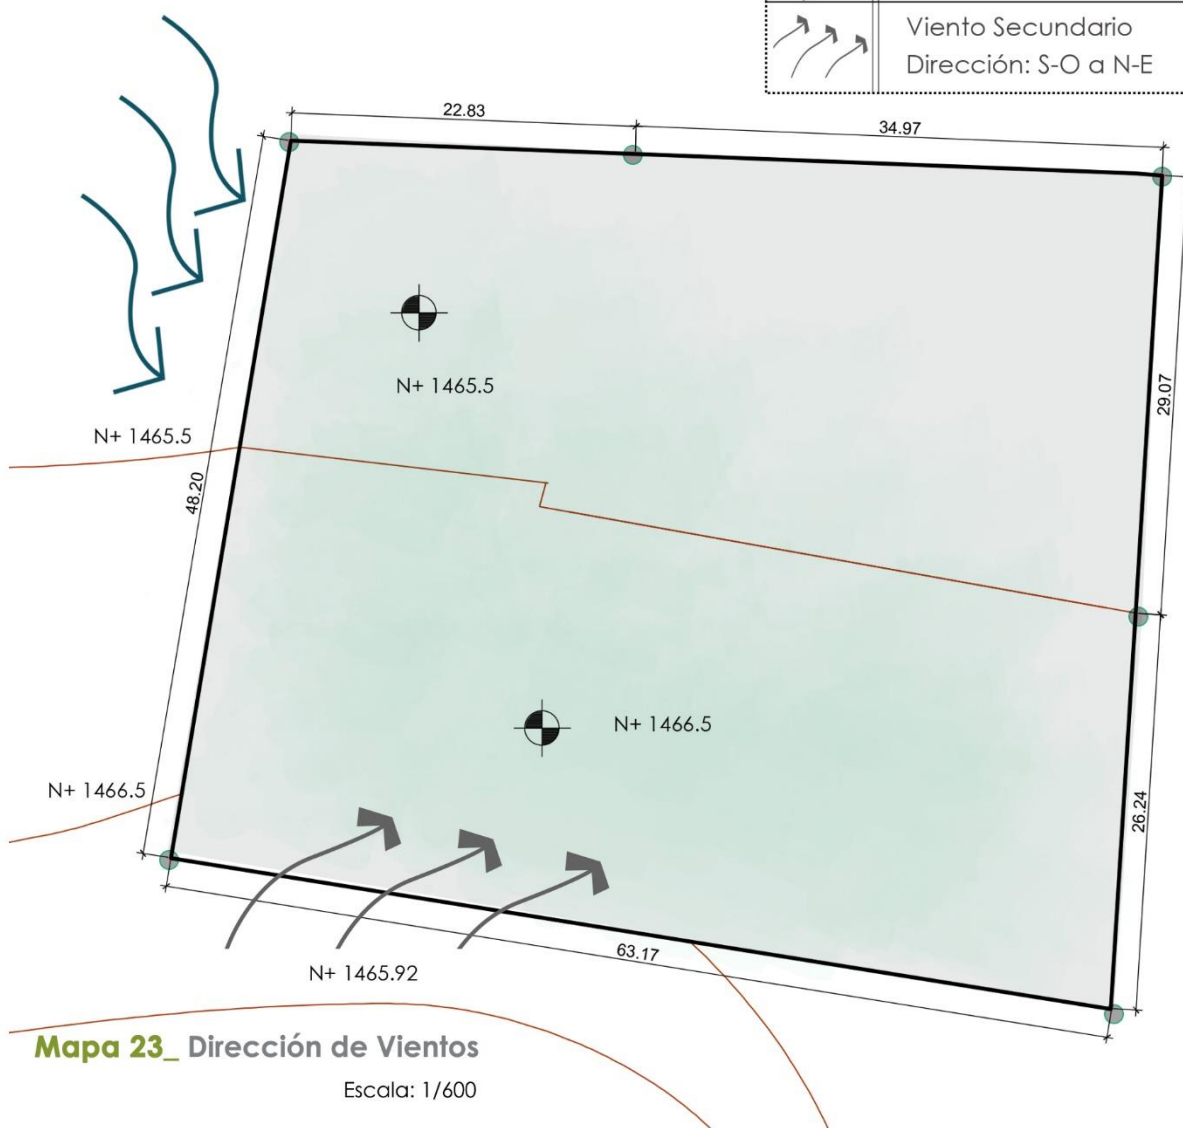 Viento Secundario
Dirección: S-O a N-E
22.83
34.97
N+ 1465.5
29.07
N+ 1465.5
48.20
N+ 1466.5
N+ 1466.5
26.24
63.17
N+ 1465.92
Mapa 23_ Dirección de Vientos
Escala: 1/600